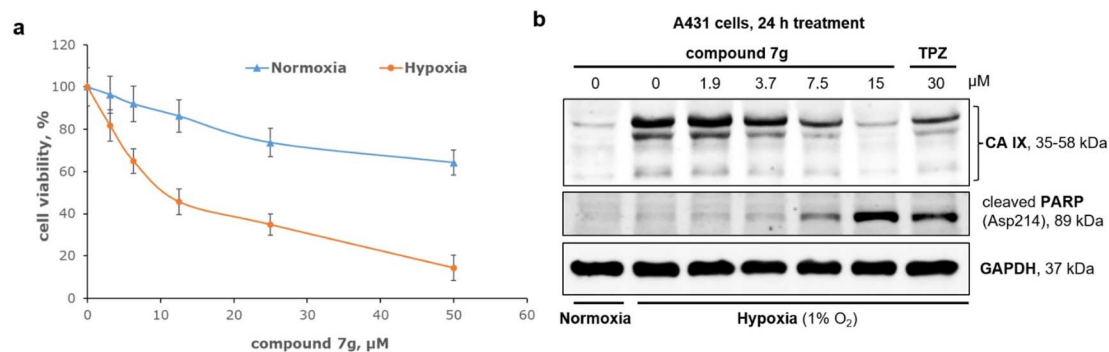 a
120
100
80
60
40
20
0
cell viability, %
Normoxia
Hypoxia
0 10 20 30 40 50 60
compound 7g, µM
b
A431 cells, 24 h treatment
compound 7g TPZ
0 0 1.9 3.7 7.5 15 30 µM
CA IX, 35-58 kDa
cleaved PARP
(Asp214), 89 kDa
GAPDH, 37 kDa
Normoxia Hypoxia (1% O₂)